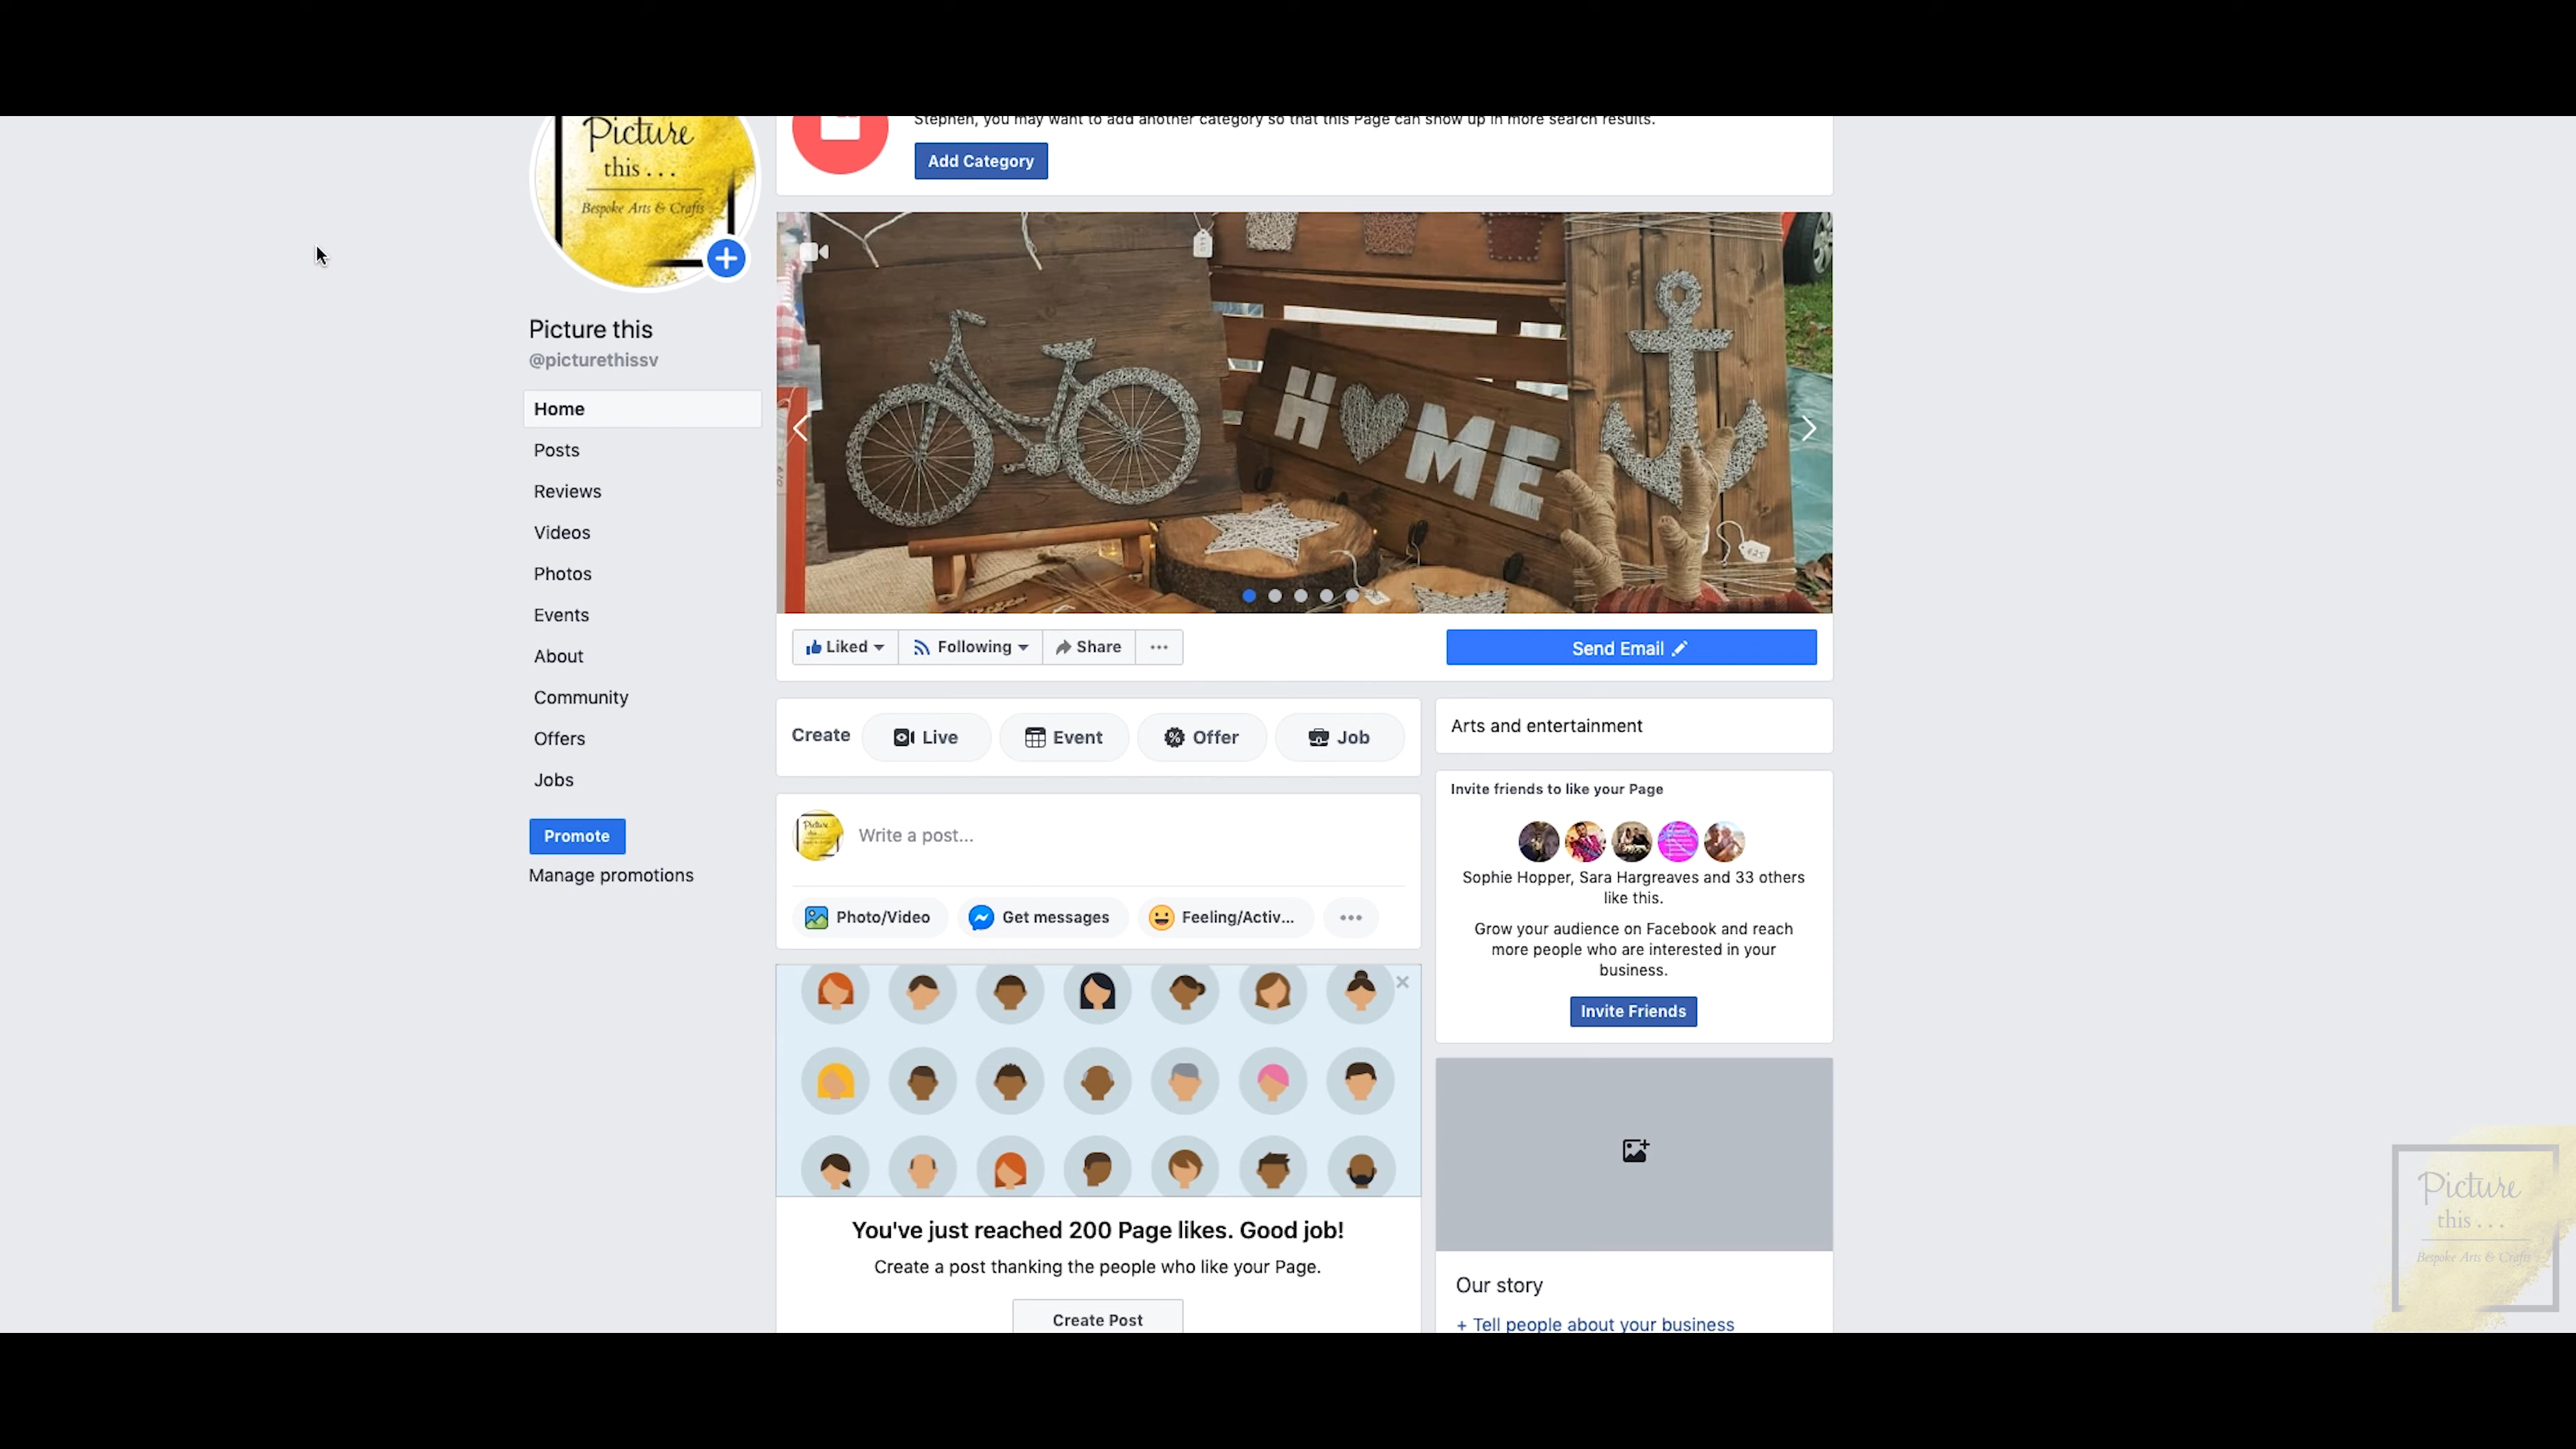 Picture
this . . .
Bespoke Arts & Crafts
Picture this
@picturethissv
Home
Posts
Reviews
Videos
Photos
Events
About
Community
Offers
Jobs
Promote
Manage promotions
Stephen, you may want to add another category so that this Page can show up in more search results.
Add Category
HOME
£25
Liked
Following
Share
Send Email
Create
Live
Event
Offer
Job
Write a post...
Photo/Video
Get messages
Feeling/Activ...
You've just reached 200 Page likes. Good job!
Create a post thanking the people who like your Page.
Create Post
Arts and entertainment
Invite friends to like your Page
Sophie Hopper, Sara Hargreaves and 33 others
like this.
Grow your audience on Facebook and reach
more people who are interested in your
business.
Invite Friends
Our story
+ Tell people about your business
Picture
this . . .
Bespoke Arts & Crafts